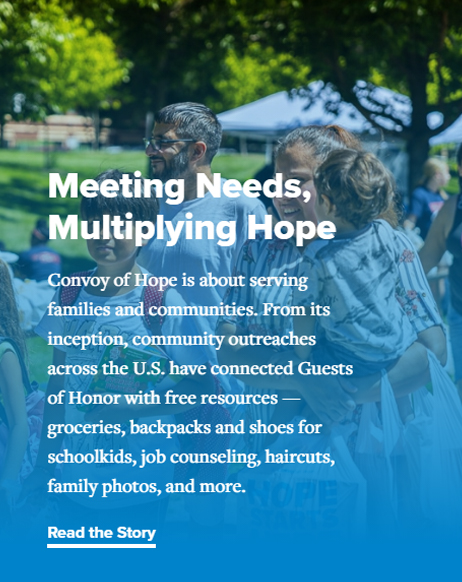 Meeting Needs,
Multiplying Hope
Convoy of Hope is about serving
families and communities. From its
inception, community outreaches
across the U.S. have connected Guests
of Honor with free resources —
groceries, backpacks and shoes for
schoolkids, job counseling, haircuts,
family photos, and more.
HOPE
STARTS
Read the Story